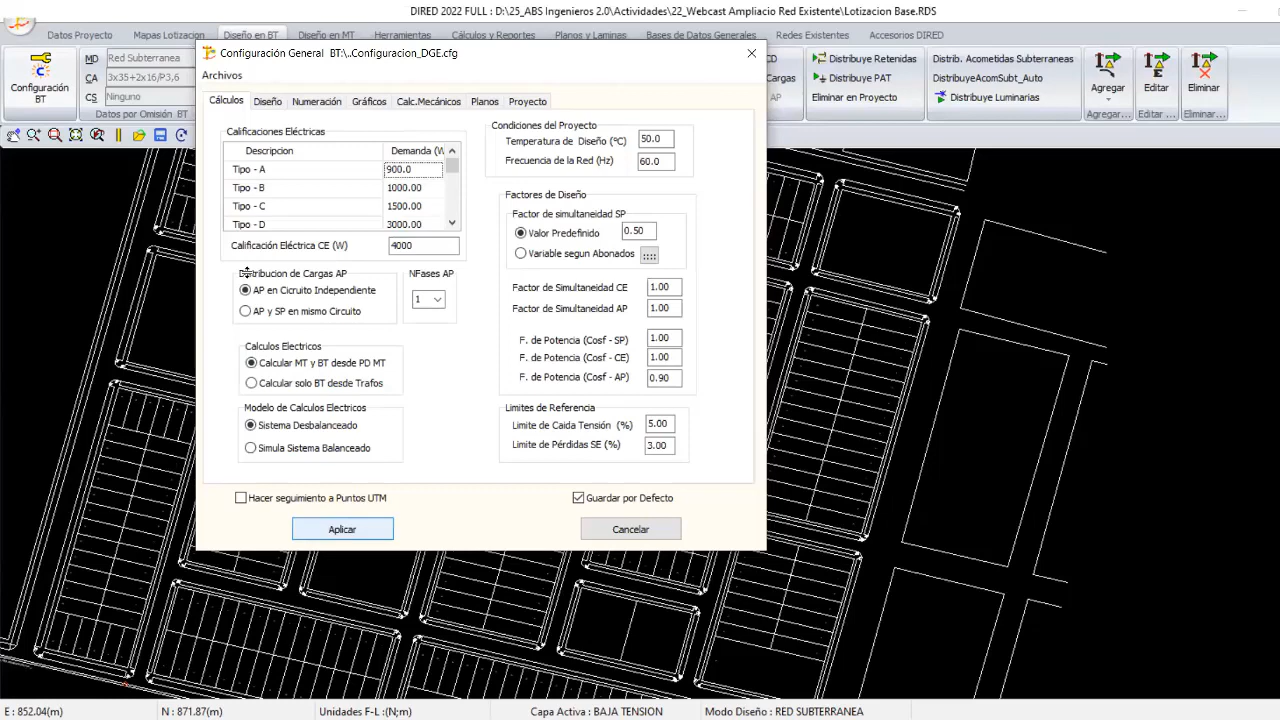 DIRED 2022 FULL : D:\25_ABS Ingenieros 2.0\Actividades\22_Webcast Ampliacio Red Existente\Lotizacion Base.RDS
Datos Proyecto Mapas Lotizacion Diseño en BT Diseño en MT Herramientas Cálculos y Reportes Planos y Laminas Bases de Datos Generales Redes Existentes Accesorios DIRED
Configuración BT
MD Red Subterranea
CA 3x35+2x16/P3,6
CS Ninguno
Datos por Omisión BT
CD
Cargas
AP
Distribuye Retenidas
Distribuye PAT
Eliminar en Proyecto
Distrib. Acometidas Subterraneas
DistribuyeAcomSubt_Auto
Distribuye Luminarias
Agregar
Editar
Eliminar
Agregar...
Editar ...
Eliminar...
Configuración General BT\..Configuracion_DGE.cfg
Archivos
Cálculos Diseño Numeración Gráficos Calc.Mecánicos Planos Proyecto
Calificaciones Eléctricas
Descripcion Demanda (W
Tipo - A 900.0
Tipo - B 1000.00
Tipo - C 1500.00
Tipo - D 3000.00
Calificación Eléctrica CE (W) 4000
Distribucion de Cargas AP
AP en Cicruito Independiente
AP y SP en mismo Circuito
NFases AP
1
Calculos Electricos
Calcular MT y BT desde PD MT
Calcular solo BT desde Trafos
Modelo de Calculos Electricos
Sistema Desbalanceado
Simula Sistema Balanceado
Condiciones del Proyecto
Temperatura de Diseño (ºC) 50.0
Frecuencia de la Red (Hz) 60.0
Factores de Diseño
Factor de simultaneidad SP
Valor Predefinido 0.50
Variable segun Abonados
Factor de Simultaneidad CE 1.00
Factor de Simultaneidad AP 1.00
F. de Potencia (Cosf - SP) 1.00
F. de Potencia (Cosf - CE) 1.00
F. de Potencia (Cosf - AP) 0.90
Limites de Referencia
Limite de Caida Tensión (%) 5.00
Limite de Pérdidas SE (%) 3.00
Hacer seguimiento a Puntos UTM
Guardar por Defecto
Aplicar
Cancelar
E : 852.04(m) N : 871.87(m) Unidades F-L :(N;m) Capa Activa : BAJA TENSION Modo Diseño : RED SUBTERRANEA